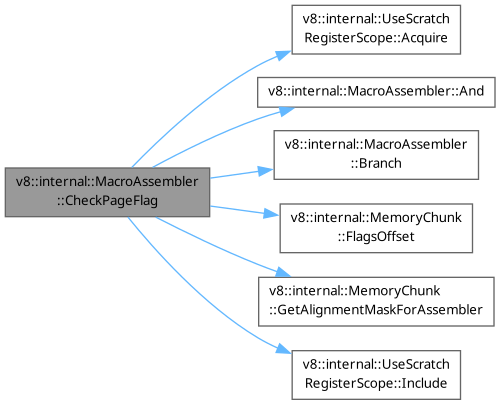 v8::internal::MacroAssembler
::CheckPageFlag
v8::internal::UseScratch
RegisterScope::Acquire
v8::internal::MacroAssembler::And
v8::internal::MacroAssembler
::Branch
v8::internal::MemoryChunk
::FlagsOffset
v8::internal::MemoryChunk
::GetAlignmentMaskForAssembler
v8::internal::UseScratch
RegisterScope::Include